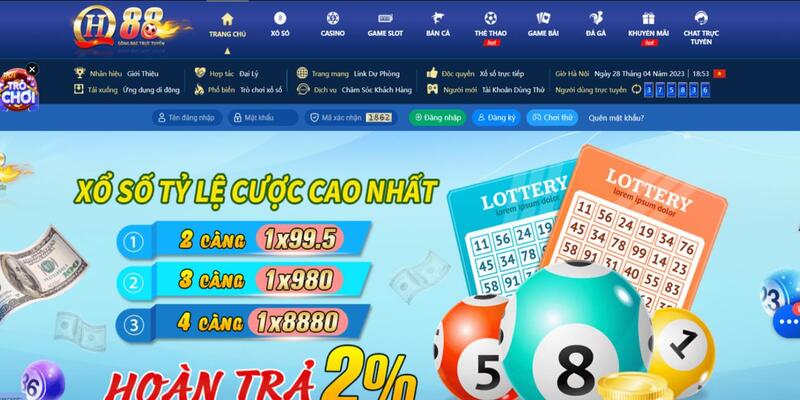 QH 88
SÒNG BẠC TRỰC TUYẾN
TRANG CHỦ
XỔ SỐ
CASINO
GAME SLOT
BẮN CÁ
THỂ THAO
hot
GAME BÀI
ĐÁ GÀ
KHUYẾN MÃI
hot
CHAT TRỰC TUYẾN
Nhãn hiệu Giới Thiệu
Hợp tác Đại Lý
Trang mạng Link Dự Phòng
Độc quyền Xổ số trực tiếp
Giờ Hà Nội Ngày 28 Tháng 04 Năm 2023 | 18:53
Tải xuống Ứng dụng di động
Phổ biến Trò chơi xổ số
Dịch vụ Chăm Sóc Khách Hàng
Người mới Tài Khoản Dùng Thử
Người dùng trực tuyến 375836
TRÒ CHƠI
Tên đăng nhập
Mật khẩu
Mã xác nhận 1862
Đăng nhập
Đăng ký
Chơi thử
Quên mật khẩu?
XỔ SỐ TỶ LỆ CƯỢC CAO NHẤT
1 2 CÀNG 1x99.5
2 3 CÀNG 1x980
3 4 CÀNG 1x8880
HOÀN TRẢ 2%
LOTTERY
lorem ipsum dolor
LOTTERY
lorem ipsum dolor
5
8
1
23
36